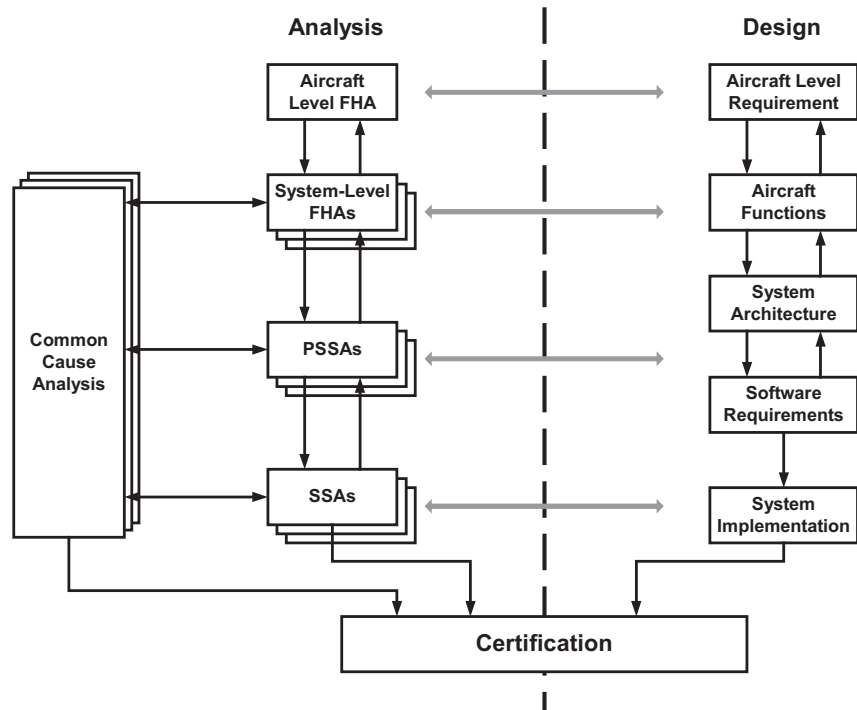 Analysis
Design
Aircraft
Level FHA
Aircraft Level
Requirement
System-Level
FHAs
Aircraft
Functions
System
Architecture
Common
Cause
Analysis
PSSAs
Software
Requirements
SSAs
System
Implementation
Certification